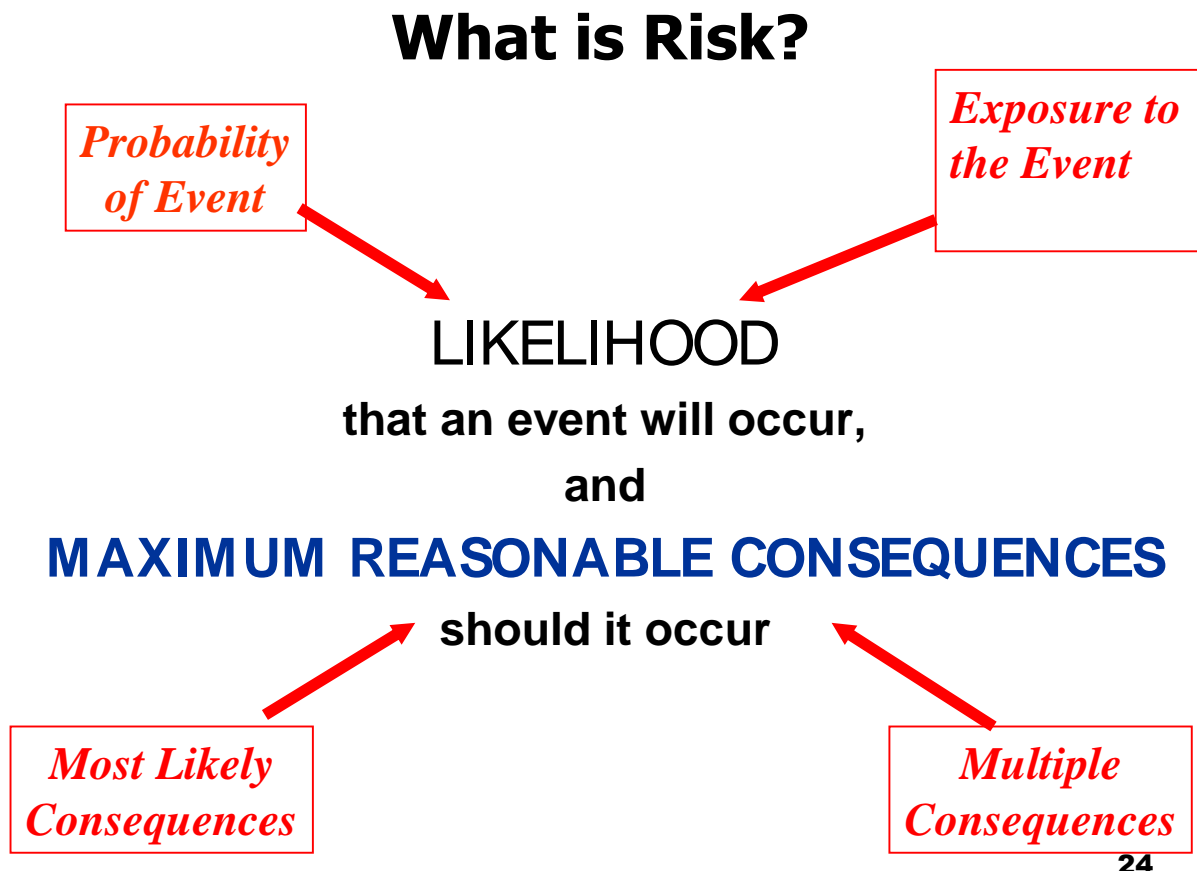 What is Risk?
Probability
of Event
Exposure to
the Event
LIKELIHOOD
that an event will occur,
and
MAXIMUM REASONABLE CONSEQUENCES
should it occur
Most Likely
Consequences
Multiple
Consequences
24